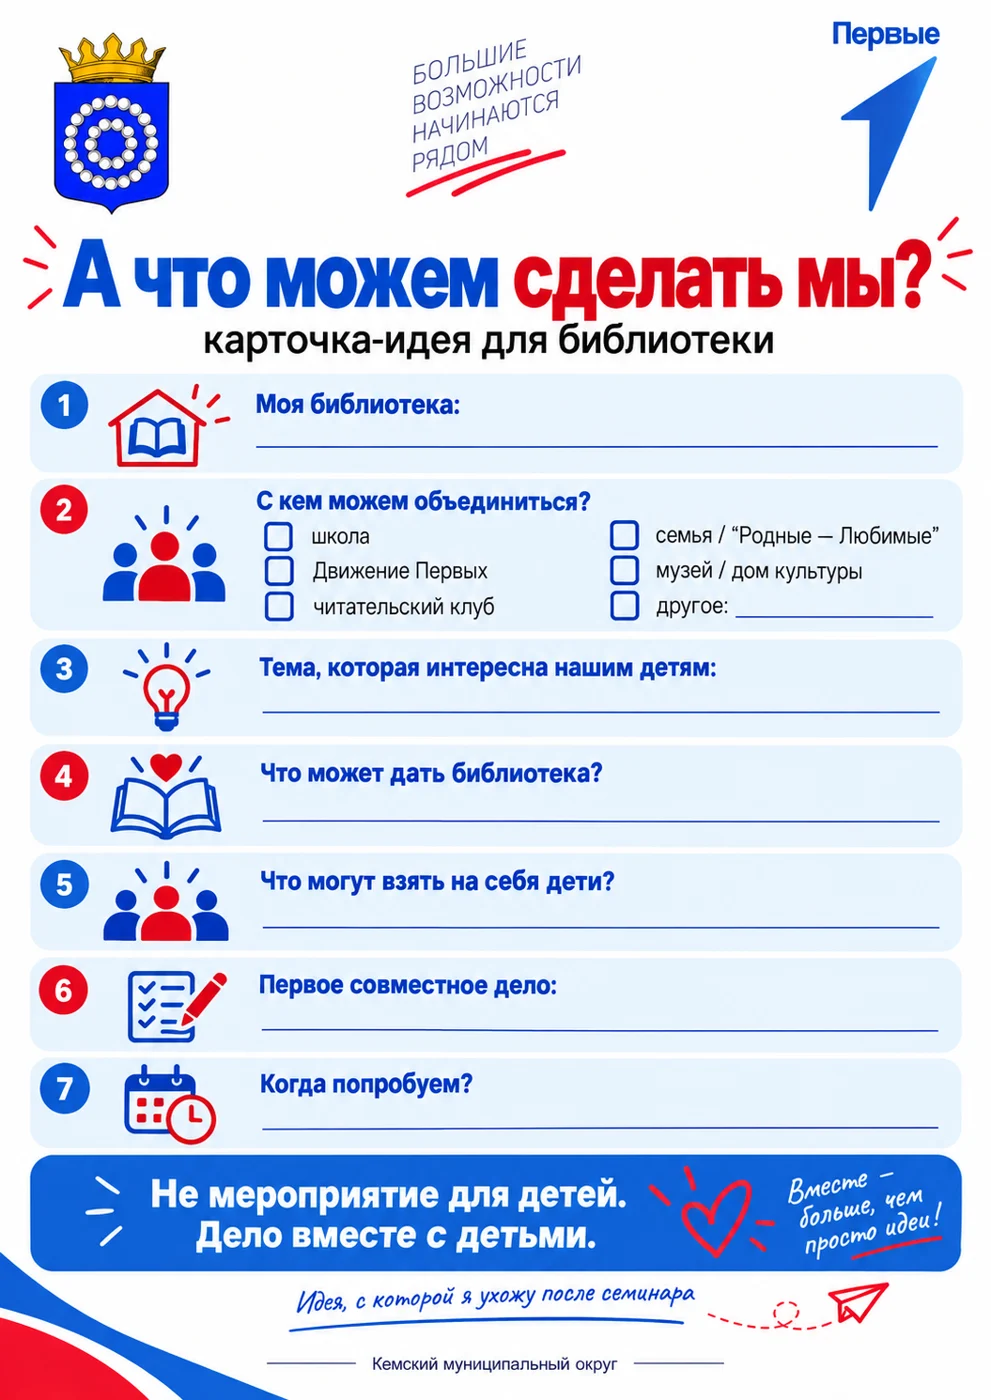 Первые
БОЛЬШИЕ
ВОЗМОЖНОСТИ
НАЧИНАЮТСЯ
РЯДОМ
А что можем сделать мы?
карточка-идея для библиотеки
1
Моя библиотека:
2
С кем можем объединиться?
школа
Движение Первых
читательский клуб
семья / “Родные — Любимые”
музей / дом культуры
другое:
3
Тема, которая интересна нашим детям:
4
Что может дать библиотека?
5
Что могут взять на себя дети?
6
Первое совместное дело:
7
Когда попробуем?
Не мероприятие для детей.
Дело вместе с детьми.
Вместе –
больше, чем
просто идеи!
Идея, с которой я ухожу после семинара
Кемский муниципальный округ